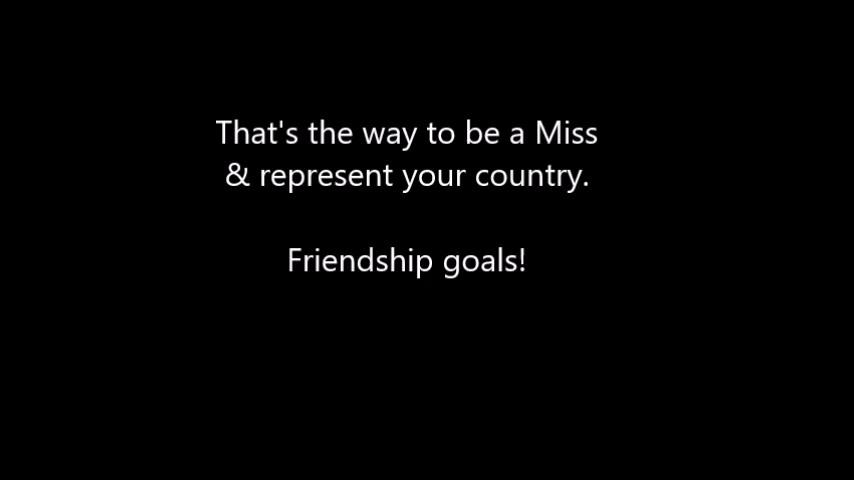 That's the way to be a Miss
& represent your country.
Friendship goals!